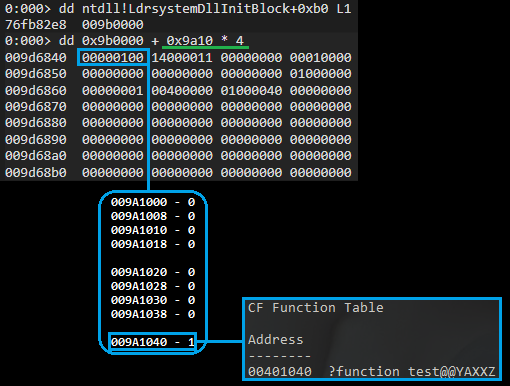 0:000> dd ntdll!LdrsystemDllInitBlock+0xb0 L1
76fb82e8  009b0000
0:000> dd 0x9b0000 + 0x9a10 * 4
009d6840  00000100 14000011 00000000 00010000
009d6850  00000000 00000000 00000000 01000000
009d6860  00000001 00400000 01000040 00000000
009d6870  00000000 00000000 00000000 00000000
009d6880  00000000 00000000 00000000 00000000
009d6890  00000000 00000000 00000000 00000000
009d68a0  00000000 00000000 00000000 00000000
009d68b0  00000000 00000000 00000000 00000000
009A1000 - 0
009A1008 - 0
009A1010 - 0
009A1018 - 0
009A1020 - 0
009A1028 - 0
009A1030 - 0
009A1038 - 0
009A1040 - 1
CF Function Table
Address
--------
00401040  ?function_test@@YAXXZ